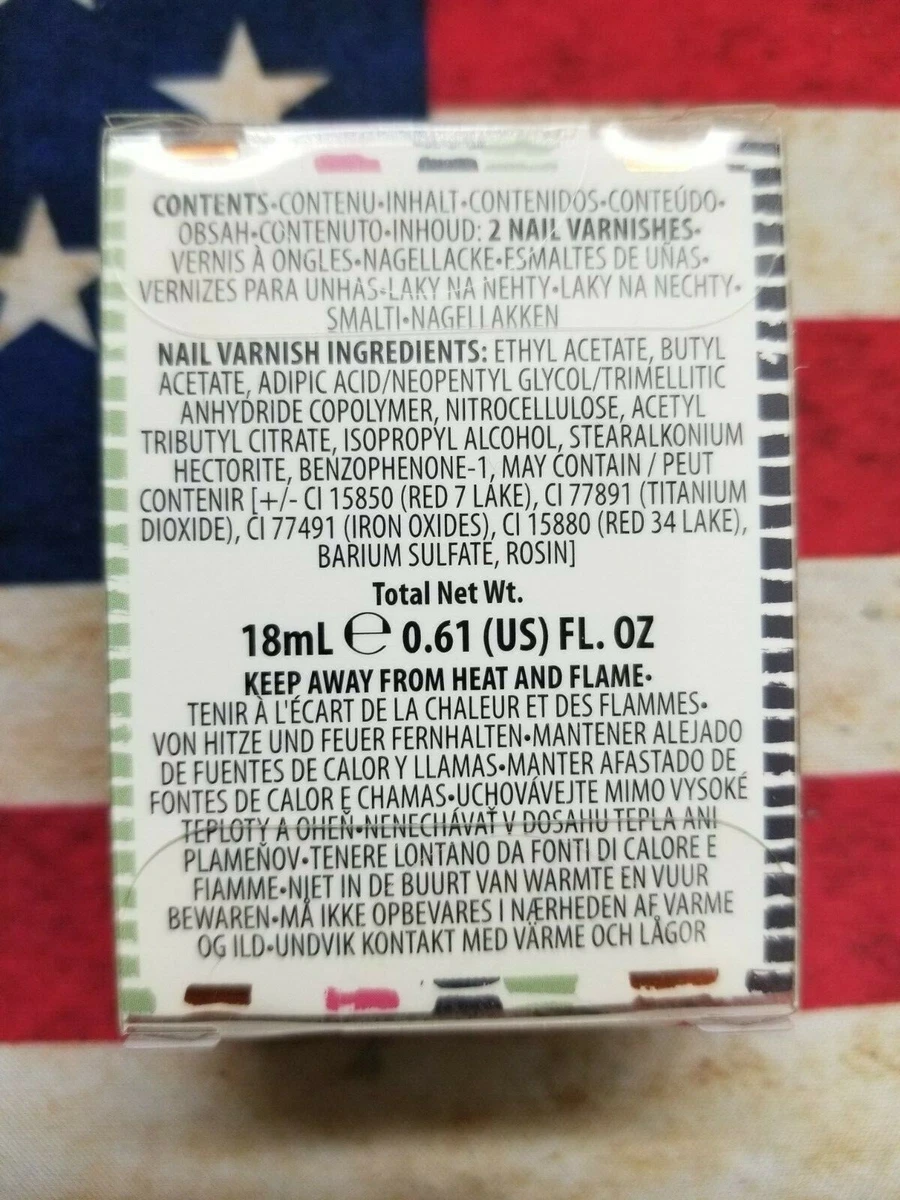 CONTENTS•CONTENU•INHALT•CONTENIDOS•CONTEÚDO•
OBSAH•CONTENUTO•INHOUD: 2 NAIL VARNISHES•
VERNIS À ONGLES•NAGELLACKE•ESMALTES DE UÑAS•
VERNIZES PARA UNHAS•LAKY NA NEHTY•LAKY NA NECHTY•
SMALTI•NAGELLAKKEN
NAIL VARNISH INGREDIENTS: ETHYL ACETATE, BUTYL
ACETATE, ADIPIC ACID/NEOPENTYL GLYCOL/TRIMELLITIC
ANHYDRIDE COPOLYMER, NITROCELLULOSE, ACETYL
TRIBUTYL CITRATE, ISOPROPYL ALCOHOL, STEARALKONIUM
HECTORITE, BENZOPHENONE-1, MAY CONTAIN / PEUT
CONTENIR [+/- CI 15850 (RED 7 LAKE), CI 77891 (TITANIUM
DIOXIDE), CI 77491 (IRON OXIDES), CI 15880 (RED 34 LAKE),
BARIUM SULFATE, ROSIN]
Total Net Wt.
18mL ℮ 0.61 (US) FL. OZ
KEEP AWAY FROM HEAT AND FLAME•
TENIR À L'ÉCART DE LA CHALEUR ET DES FLAMMES•
VON HITZE UND FEUER FERNHALTEN•MANTENER ALEJADO
DE FUENTES DE CALOR Y LLAMAS•MANTER AFASTADO DE
FONTES DE CALOR E CHAMAS•UCHOVÁVEJTE MIMO VYSOKÉ
TEPLOTY A OHEŇ•NENECHÁVAŤ V DOSAHU TEPLA ANI
PLAMEŇOV•TENERE LONTANO DA FONTI DI CALORE E
FIAMME•NIET IN DE BUURT VAN WARMTE EN VUUR
BEWAREN•MÅ IKKE OPBEVARES I NÆRHEDEN AF VARME
OG ILD•UNDVIK KONTAKT MED VÄRME OCH LÅGOR